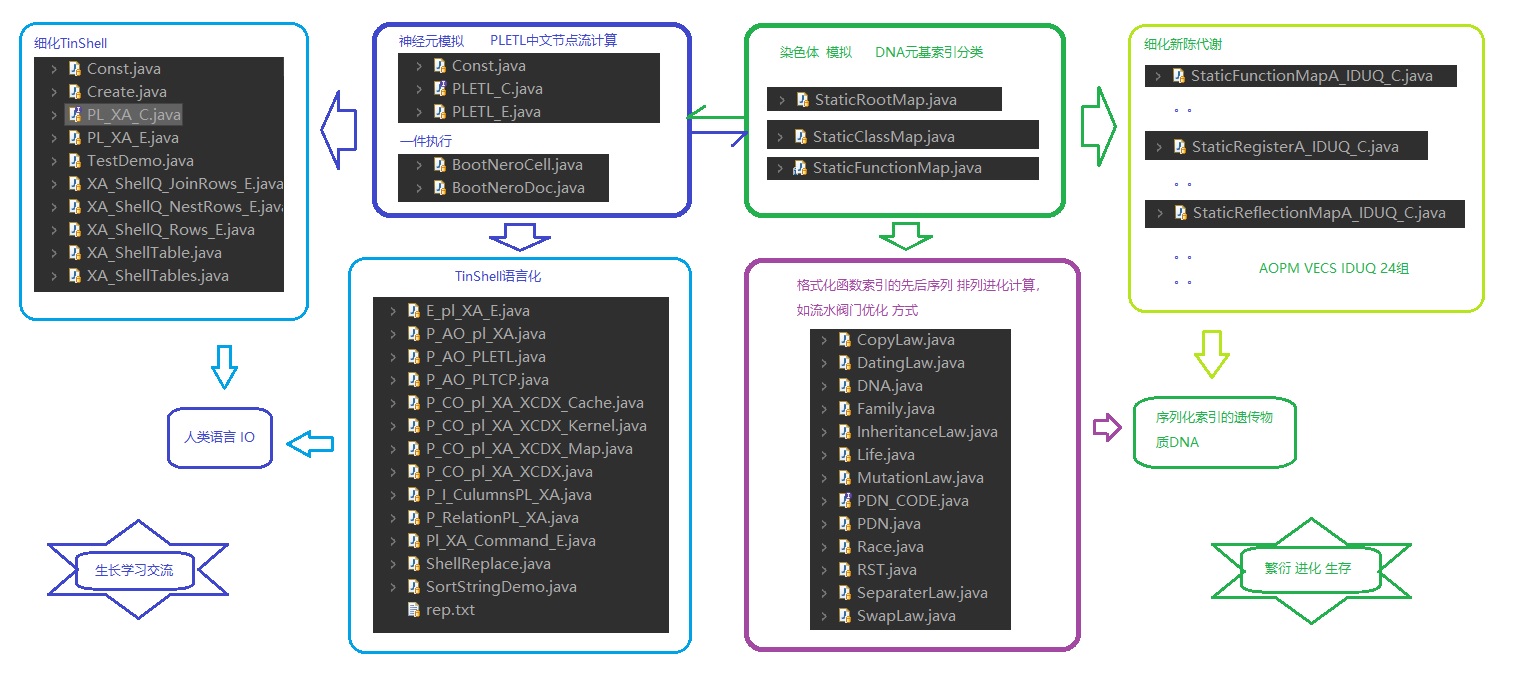 细化TinShell
Const.java
Create.java
PL_XA_C.java
PL_XA_E.java
TestDemo.java
XA_ShellQ_JoinRows_E.java
XA_ShellQ_NestRows_E.java
XA_ShellQ_Rows_E.java
XA_ShellTable.java
XA_ShellTables.java
神经元模拟 PLETL中文节点流计算
Const.java
PLETL_C.java
PLETL_E.java
一件执行
BootNeroCell.java
BootNeroDoc.java
染色体 模拟 DNA元基索引分类
StaticRootMap.java
StaticClassMap.java
StaticFunctionMap.java
细化新陈代谢
StaticFunctionMapA_IDUQ_C.java
StaticRegisterA_IDUQ_C.java
StaticReflectionMapA_IDUQ_C.java
AOPM VECS IDUQ 24组
人类语言 IO
生长学习交流
TinShell语言化
E_pl_XA_E.java
P_AO_pl_XA.java
P_AO_PLETL.java
P_AO_PLTCP.java
P_CO_pl_XA_XCDX_Cache.java
P_CO_pl_XA_XCDX_Kernel.java
P_CO_pl_XA_XCDX_Map.java
P_CO_pl_XA_XCDX.java
P_I_CulumnsPL_XA.java
P_RelationPL_XA.java
Pl_XA_Command_E.java
ShellReplace.java
SortStringDemo.java
rep.txt
格式化函数索引的先后序列 排列进化计算，
如流水阀门优化 方式
CopyLaw.java
DatingLaw.java
DNA.java
Family.java
InheritanceLaw.java
Life.java
MutationLaw.java
PDN_CODE.java
PDN.java
Race.java
RST.java
SeparaterLaw.java
SwapLaw.java
序列化索引的遗传物
质DNA
繁衍 进化 生存